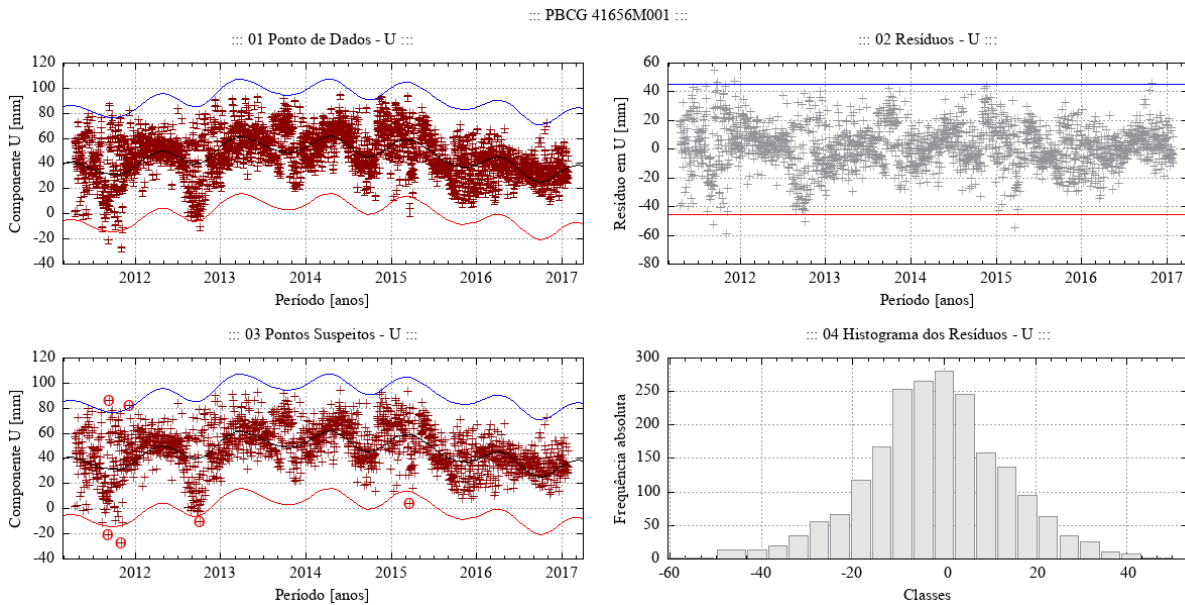 ::: PBCG 41656M001 :::
::: 01 Ponto de Dados - U :::
Componente U [mm]
120
100
80
60
40
20
0
-20
-40
2012 2013 2014 2015 2016 2017
Período [anos]
::: 02 Resíduos - U :::
Resíduo em U [mm]
60
40
20
0
-20
-40
-60
-80
2012 2013 2014 2015 2016 2017
Período [anos]
::: 03 Pontos Suspeitos - U :::
Componente U [mm]
120
100
80
60
40
20
0
-20
-40
2012 2013 2014 2015 2016 2017
Período [anos]
::: 04 Histograma dos Resíduos - U :::
Frequência absoluta
300
250
200
150
100
50
0
-60 -40 -20 0 20 40
Classes